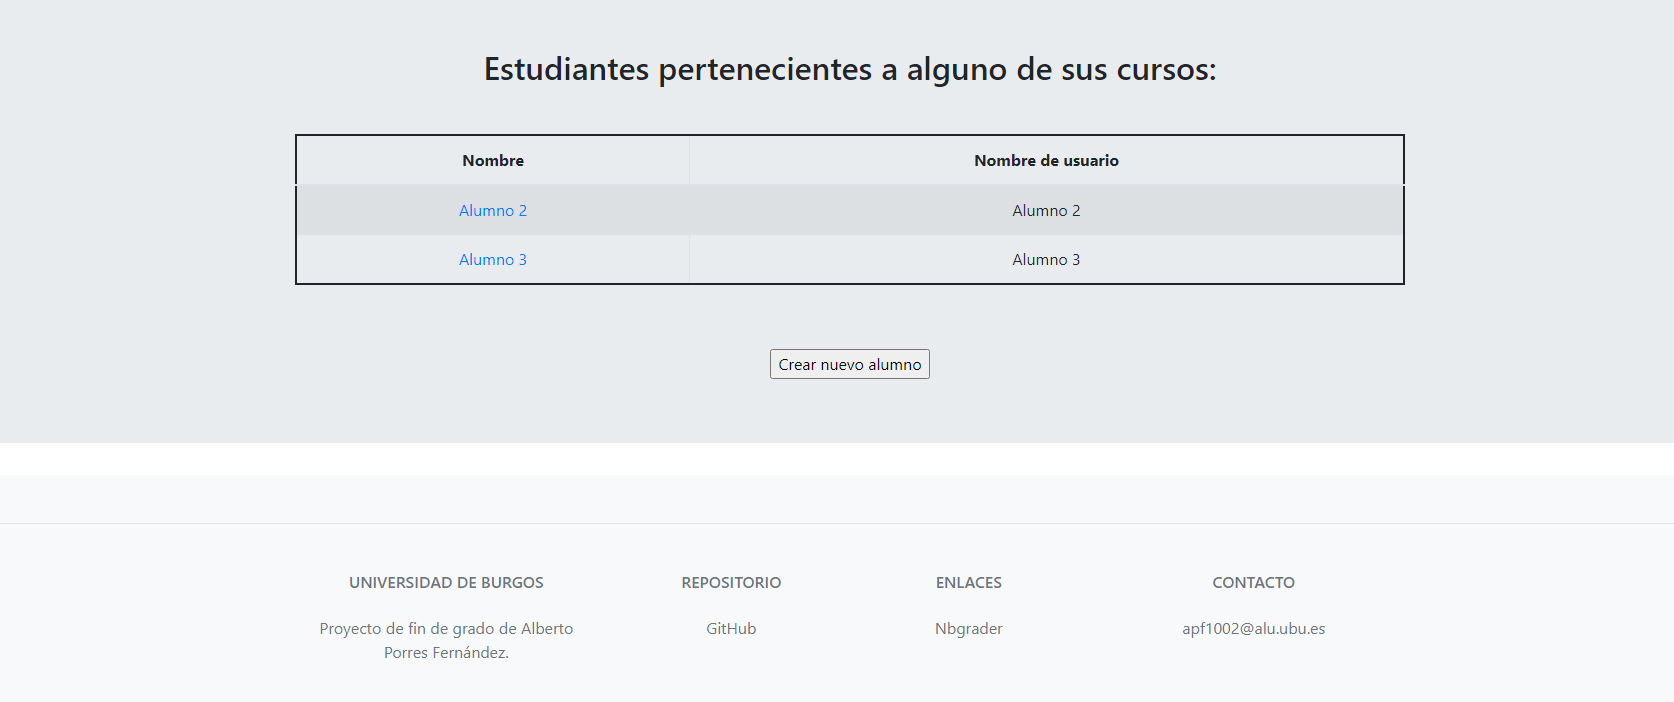 Estudiantes pertenecientes a alguno de sus cursos:
Nombre Nombre de usuario
Alumno 2 Alumno 2
Alumno 3 Alumno 3
Crear nuevo alumno
UNIVERSIDAD DE BURGOS
Proyecto de fin de grado de Alberto
Porres Fernández.
REPOSITORIO
GitHub
ENLACES
Nbgrader
CONTACTO
apf1002@alu.ubu.es